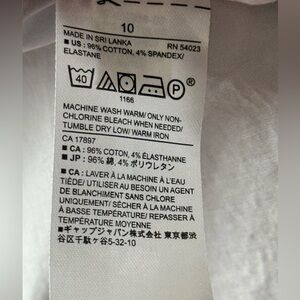 10
MADE IN SRI LANKA
RN 54023
■ US : 96% COTTON, 4% SPANDEX/
ELASTANE
40
P
1166
MACHINE WASH WARM/ ONLY NON-
CHLORINE BLEACH WHEN NEEDED/
TUMBLE DRY LOW/ WARM IRON
CA 17897
■ CA : 96% COTON, 4% ÉLASTHANNE
■ JP : 96% 綿, 4% ポリウレタン
■ CA : LAVER À LA MACHINE À L'EAU
TIÈDE/ UTILISER AU BESOIN UN AGENT
DE BLANCHIMENT SANS CHLORE
UNIQUEMENT/ SÉCHER À LA MACHINE
À BASSE TEMPÉRATURE/ REPASSER À
TEMPÉRATURE MOYENNE
■ギャップジャパン株式会社 東京都渋
谷区千駄ヶ谷5-32-10